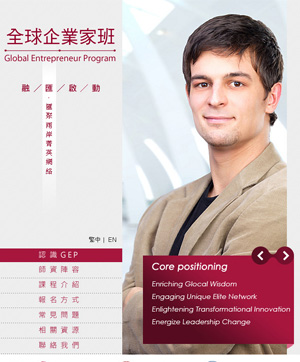 全球企業家班
Global Entrepreneur Program
融／匯／啟／動
匯聚兩岸菁英網絡
繁中 | EN
認識GEP
師資陣容
課程介紹
報名方式
常見問題
相關資源
聯絡我們
Core positioning
Enriching Glocal Wisdom
Engaging Unique Elite Network
Enlightening Transformational Innovation
Energize Leadership Change